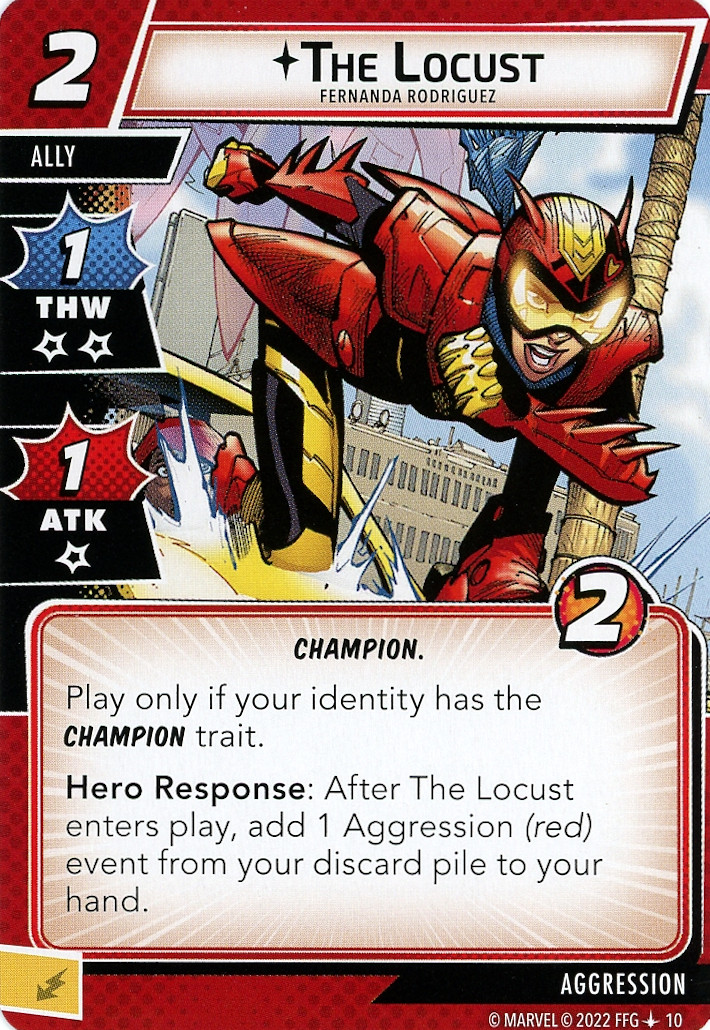 2
THE LOCUST
FERNANDA RODRIGUEZ
ALLY
1
THW
1
ATK
2
CHAMPION.
Play only if your identity has the
CHAMPION trait.
Hero Response: After The Locust
enters play, add 1 Aggression (red)
event from your discard pile to your
hand.
AGGRESSION
© MARVEL © 2022 FFG 10